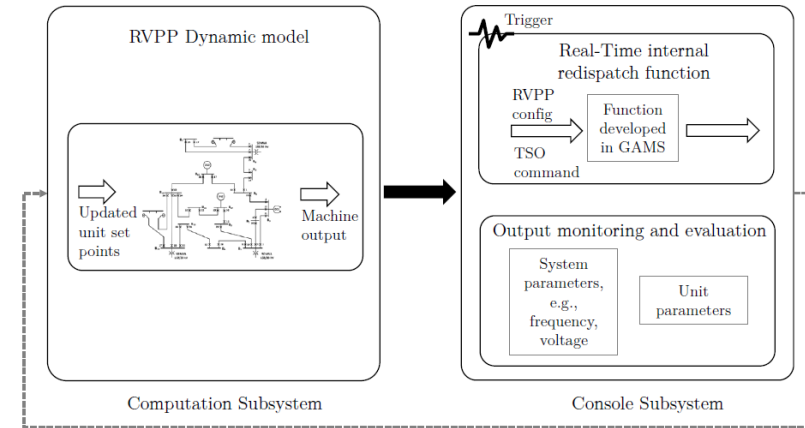 RVPP Dynamic model
Updated
unit set
points
Machine
output
Computation Subsystem
Trigger
Real-Time internal
redispatch function
RVPP
config
TSO
command
Function
developed
in GAMS
Output monitoring and evaluation
System
parameters,
e.g.,
frequency,
voltage
Unit
parameters
Console Subsystem